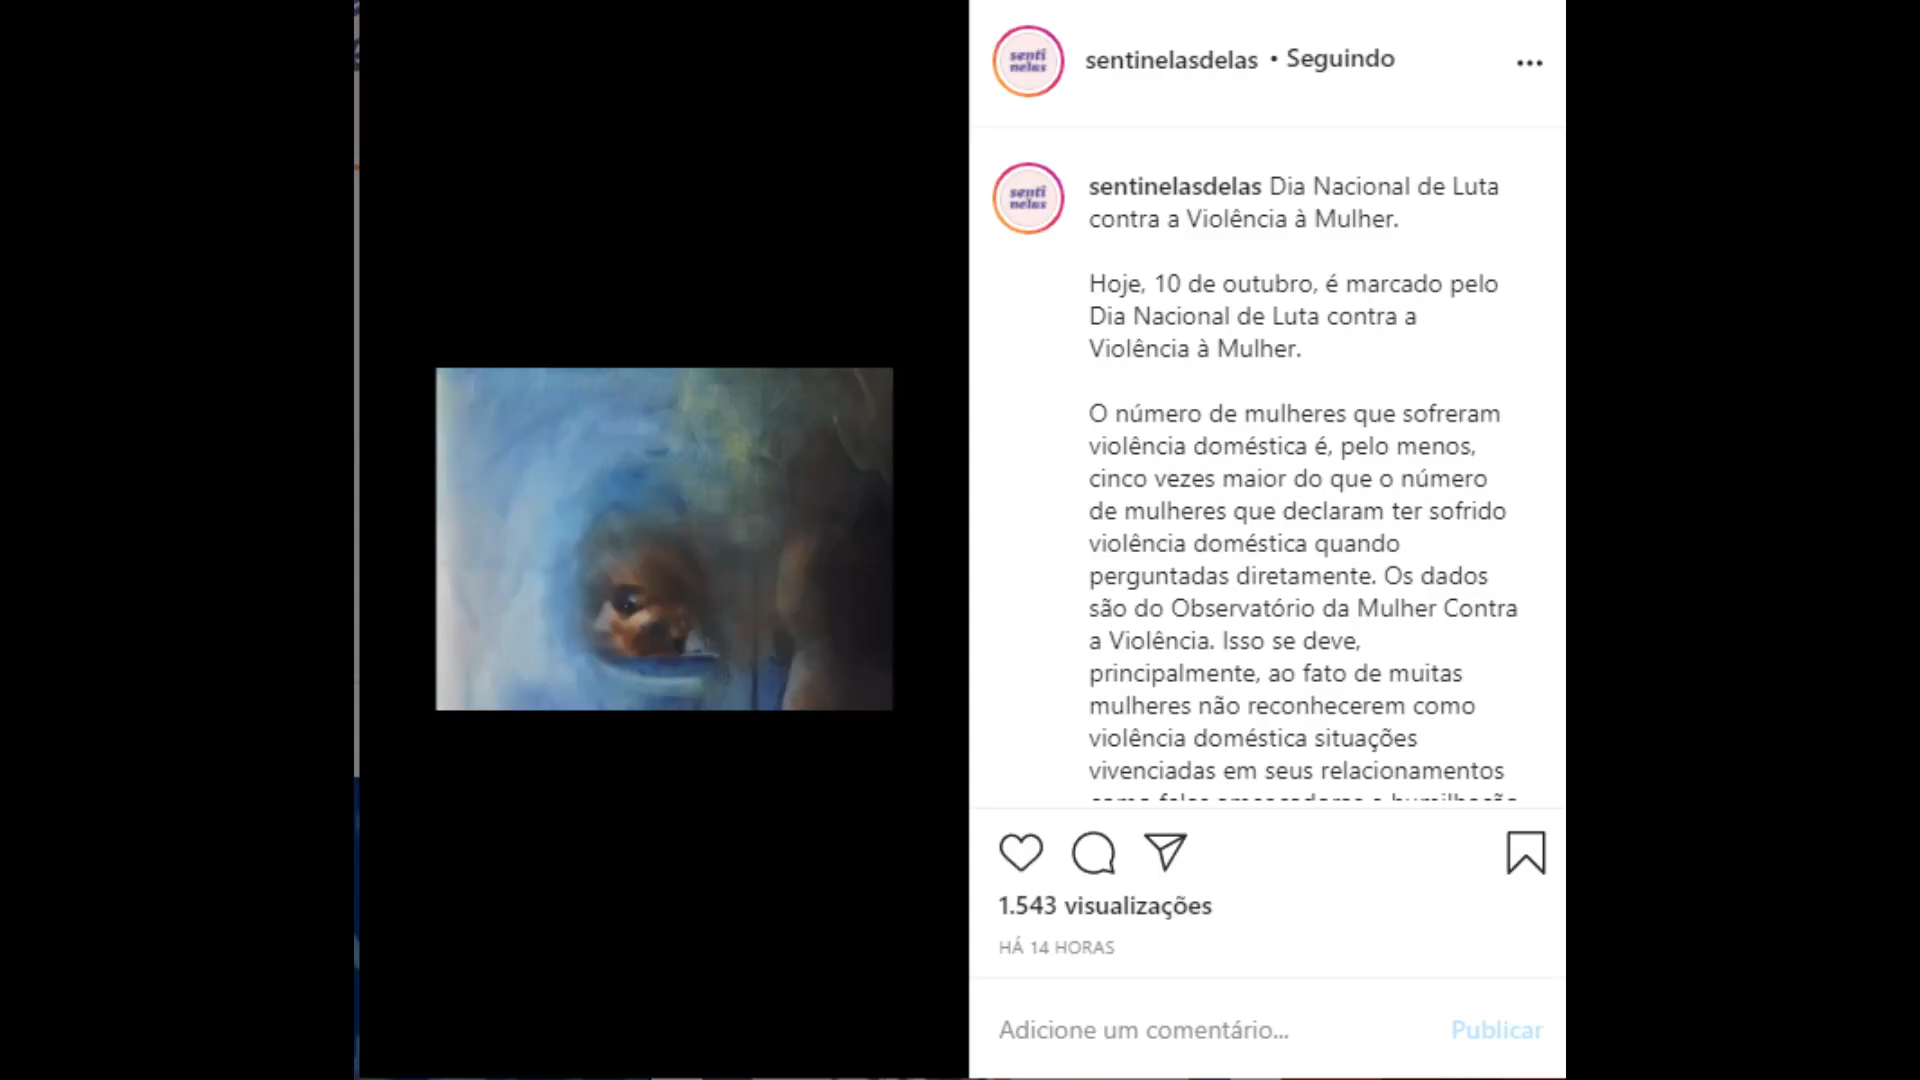 senti
nelas
sentinelasdelas • Seguindo
senti
nelas
sentinelasdelas Dia Nacional de Luta
contra a Violência à Mulher.
Hoje, 10 de outubro, é marcado pelo
Dia Nacional de Luta contra a
Violência à Mulher.
O número de mulheres que sofreram
violência doméstica é, pelo menos,
cinco vezes maior do que o número
de mulheres que declaram ter sofrido
violência doméstica quando
perguntadas diretamente. Os dados
são do Observatório da Mulher Contra
a Violência. Isso se deve,
principalmente, ao fato de muitas
mulheres não reconhecerem como
violência doméstica situações
vivenciadas em seus relacionamentos
1.543 visualizações
HÁ 14 HORAS
Adicione um comentário...
Publicar